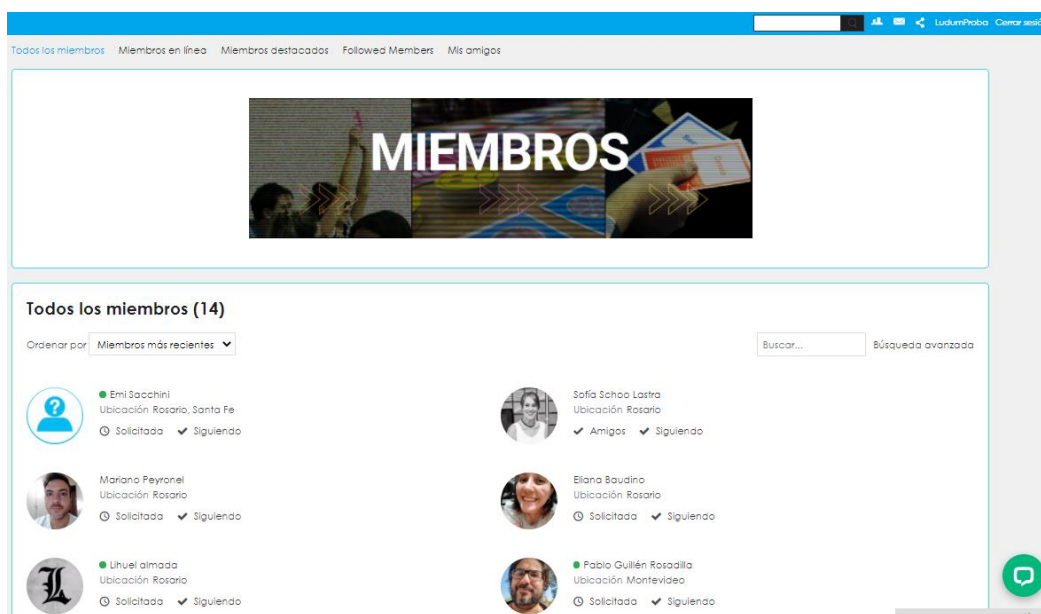 LudumProba Cerrar sesió
Todos los miembros Miembros en línea Miembros destacados Followed Members Mis amigos
MIEMBROS
Todos los miembros (14)
Ordenar por Miembros más recientes
Buscar... Búsqueda avanzada
Emi Sacchini
Ubicación Rosario, Santa Fe
Solicitada Siguiendo
Sofía Schoo Lastra
Ubicación Rosario
Amigos Siguiendo
Mariano Peyronel
Ubicación Rosario
Solicitada Siguiendo
Eliana Baudino
Ubicación Rosario
Solicitada Siguiendo
Lihuel almada
Ubicación Rosario
Solicitada Siguiendo
Pablo Guillén Rosadilla
Ubicación Montevideo
Solicitada Siguiendo